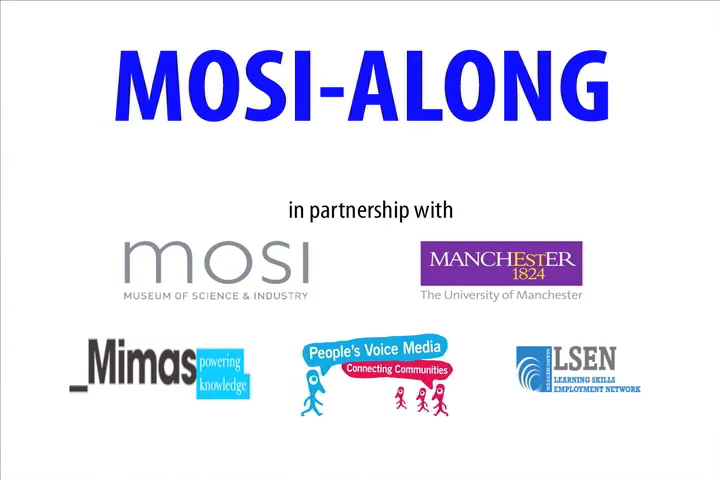 MOSI-ALONG
in partnership with
mosi
MUSEUM OF SCIENCE & INDUSTRY
MANCHESTER
1824
The University of Manchester
_Mimas
powering
knowledge
People's Voice Media
Connecting Communities
MANCHESTER
LSEN
LEARNING SKILLS
EMPLOYMENT NETWORK